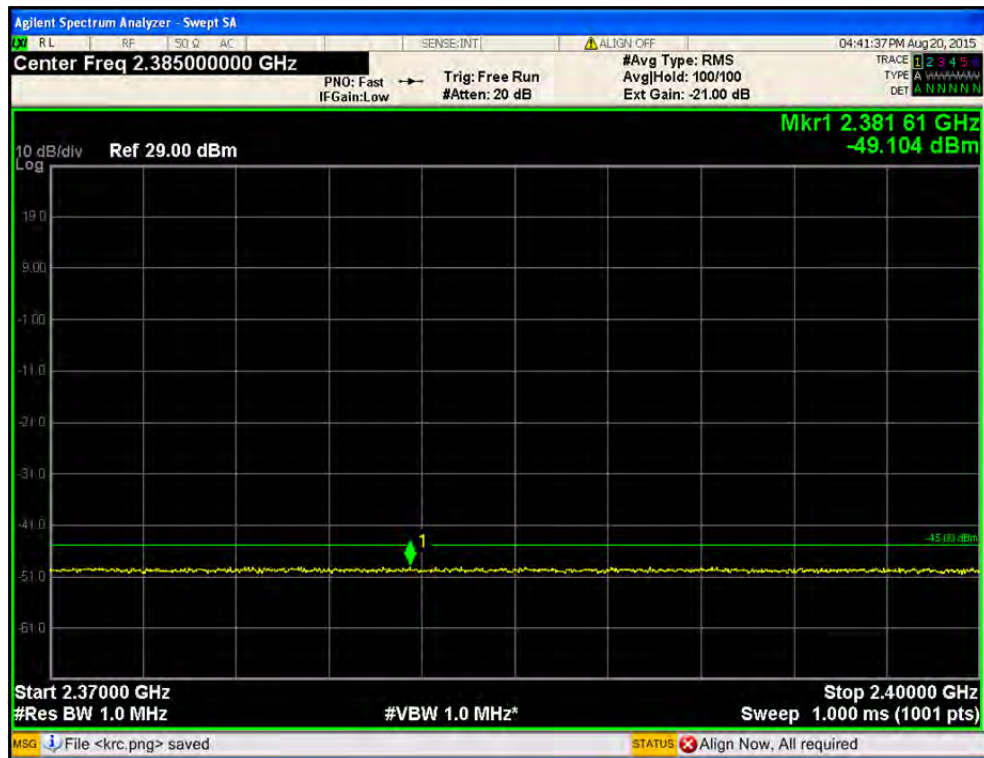 Agilent Spectrum Analyzer - Swept SA
LXI RL RF 50 Ω AC SENSE:INT ALIGN OFF 04:41:37 PM Aug 20, 2015
Center Freq 2.385000000 GHz #Avg Type: RMS TRACE 1 2 3 4 5
PNO: Fast Trig: Free Run Avg|Hold: 100/100 TYPE A
IFGain:Low #Atten: 20 dB Ext Gain: -21.00 dB DET A N N N N N
Mkr1 2.381 61 GHz
-49.104 dBm
10 dB/div Ref 29.00 dBm
Log
19.0
9.00
-1.00
-11.0
-21.0
-31.0
-41.0
1
-51.0
-61.0
Start 2.37000 GHz Stop 2.40000 GHz
#Res BW 1.0 MHz #VBW 1.0 MHz* Sweep 1.000 ms (1001 pts)
MSG File <krc.png> saved STATUS Align Now, All required